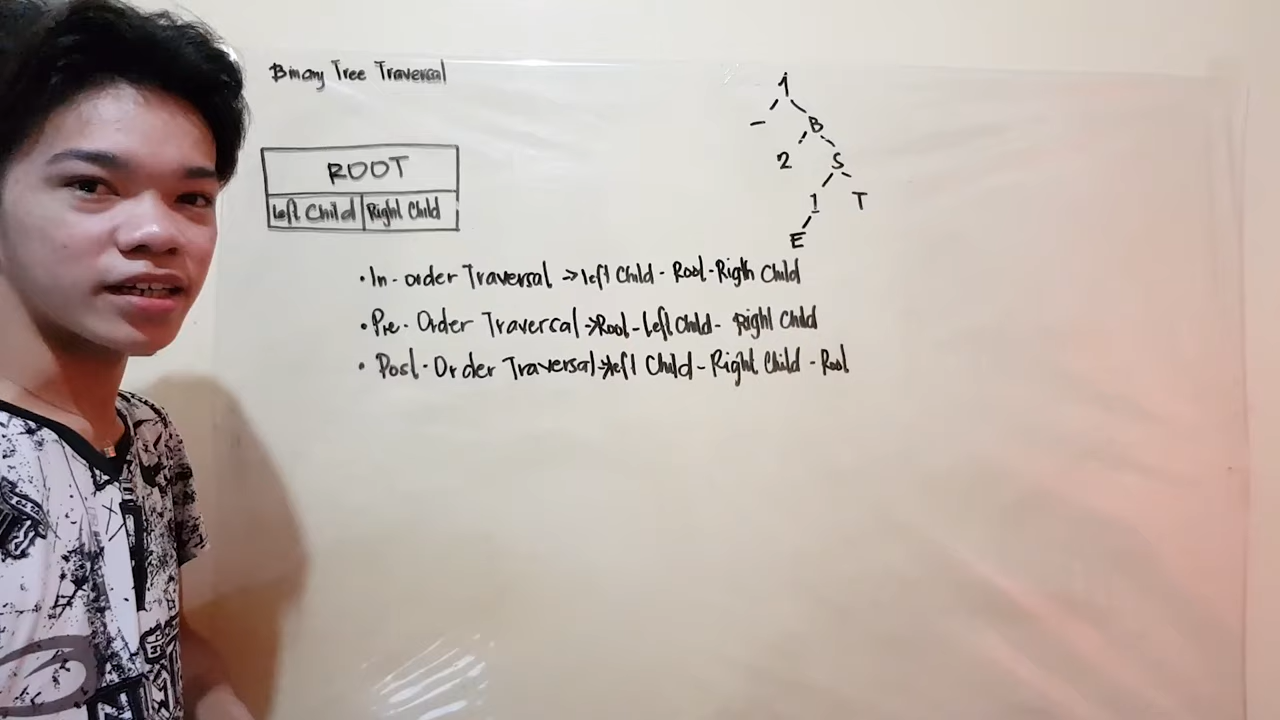 Binary Tree Traversal
ROOT
left Child Right Child
1
- B
2 S
1 T
E
• In-order Traversal -> left Child - Root - Rigth Child
• Pre-Order Traversal -> Root - left Child - Right Child
• Post-Order Traversal -> left Child - Right Child - Root